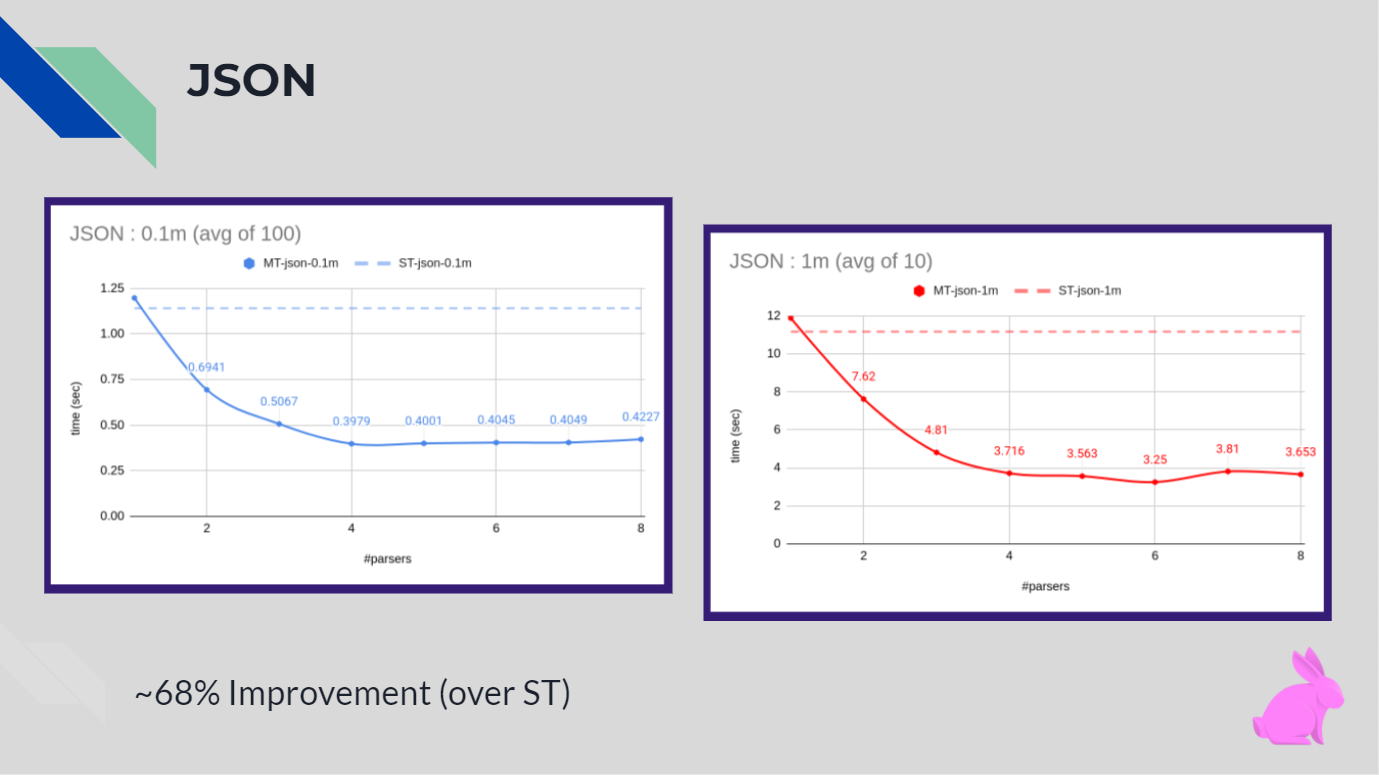 JSON
JSON : 0.1m (avg of 100)
MT-json-0.1m ST-json-0.1m
1.25
1.00
0.75
0.50
0.25
0.00
time (sec)
0.6941
0.5067
0.3979
0.4001
0.4045
0.4049
0.4227
2 4 6 8
#parsers
JSON : 1m (avg of 10)
MT-json-1m ST-json-1m
12
10
8
6
4
2
0
time (sec)
7.62
4.81
3.716
3.563
3.25
3.81
3.653
2 4 6 8
#parsers
~68% Improvement (over ST)